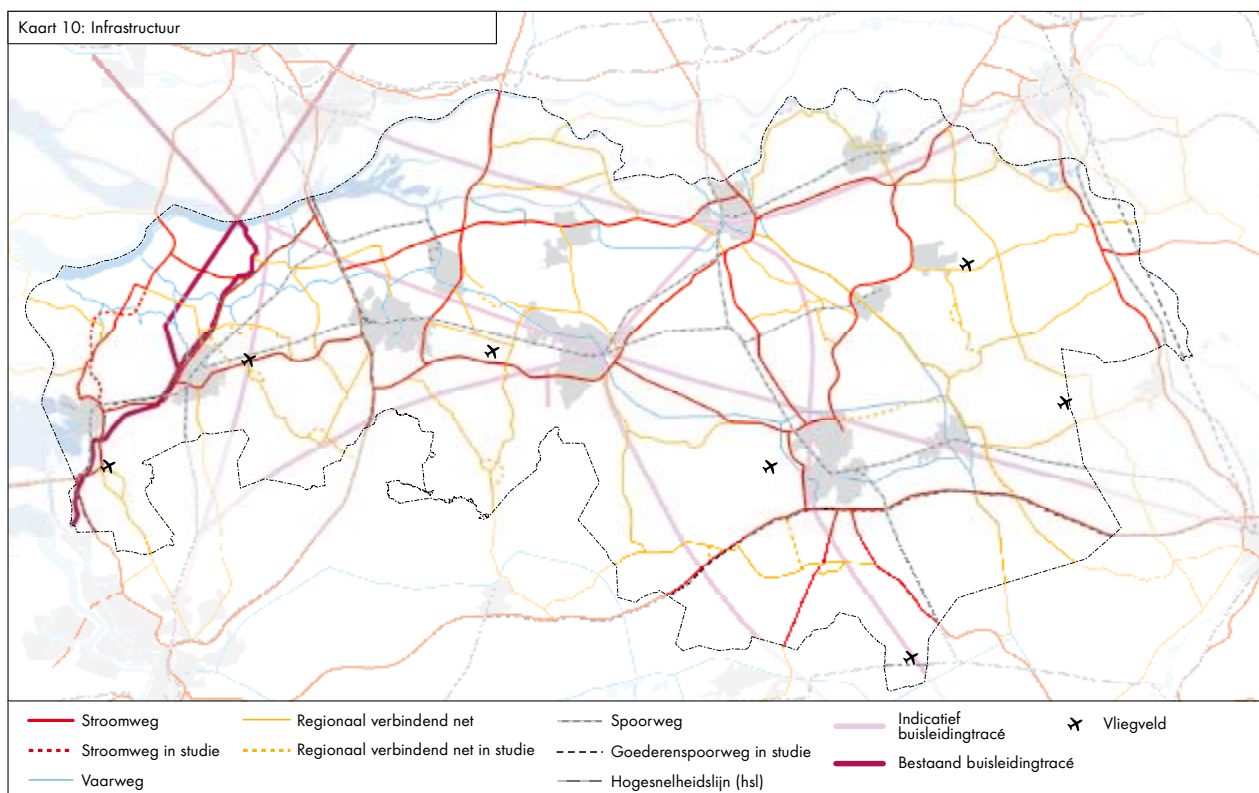 Kaart 10: Infrastructuur
Stroomweg
Stroomweg in studie
Vaarweg
Regionaal verbindend net
Regionaal verbindend net in studie
Spoorweg
Goederenspoorweg in studie
Hogesnelheidslijn (hsl)
Indicatief
buisleidingtracé
Bestaand buisleidingtracé
Vliegveld